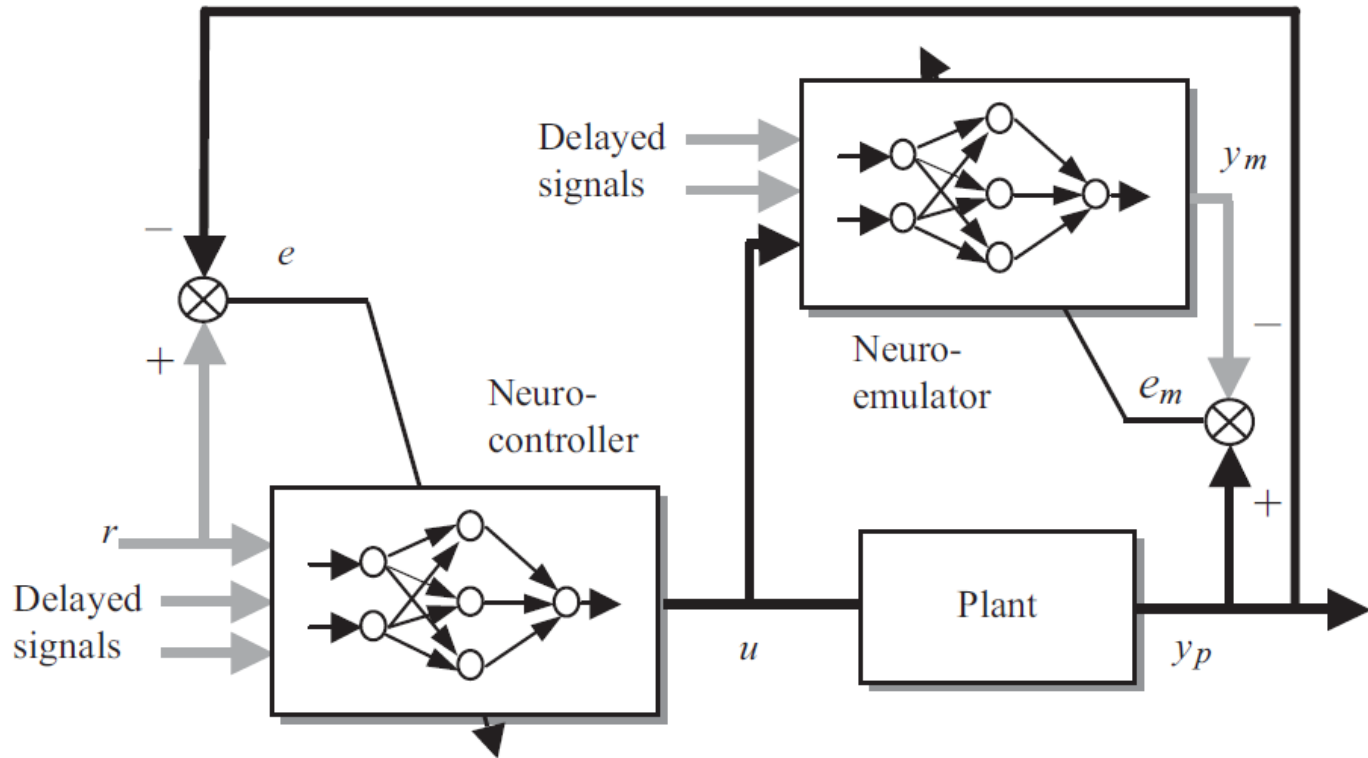 Delayed
signals
y_m
−
e
−
+
Neuro-
emulator
e_m
Neuro-
controller
+
r
Delayed
signals
Plant
u
y_p